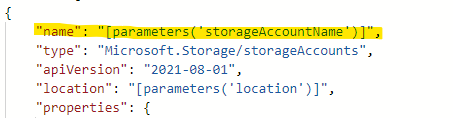 {
"name": "[parameters('storageAccountName')]",
"type": "Microsoft.Storage/storageAccounts",
"apiVersion": "2021-08-01",
"location": "[parameters('location')]",
"properties": {